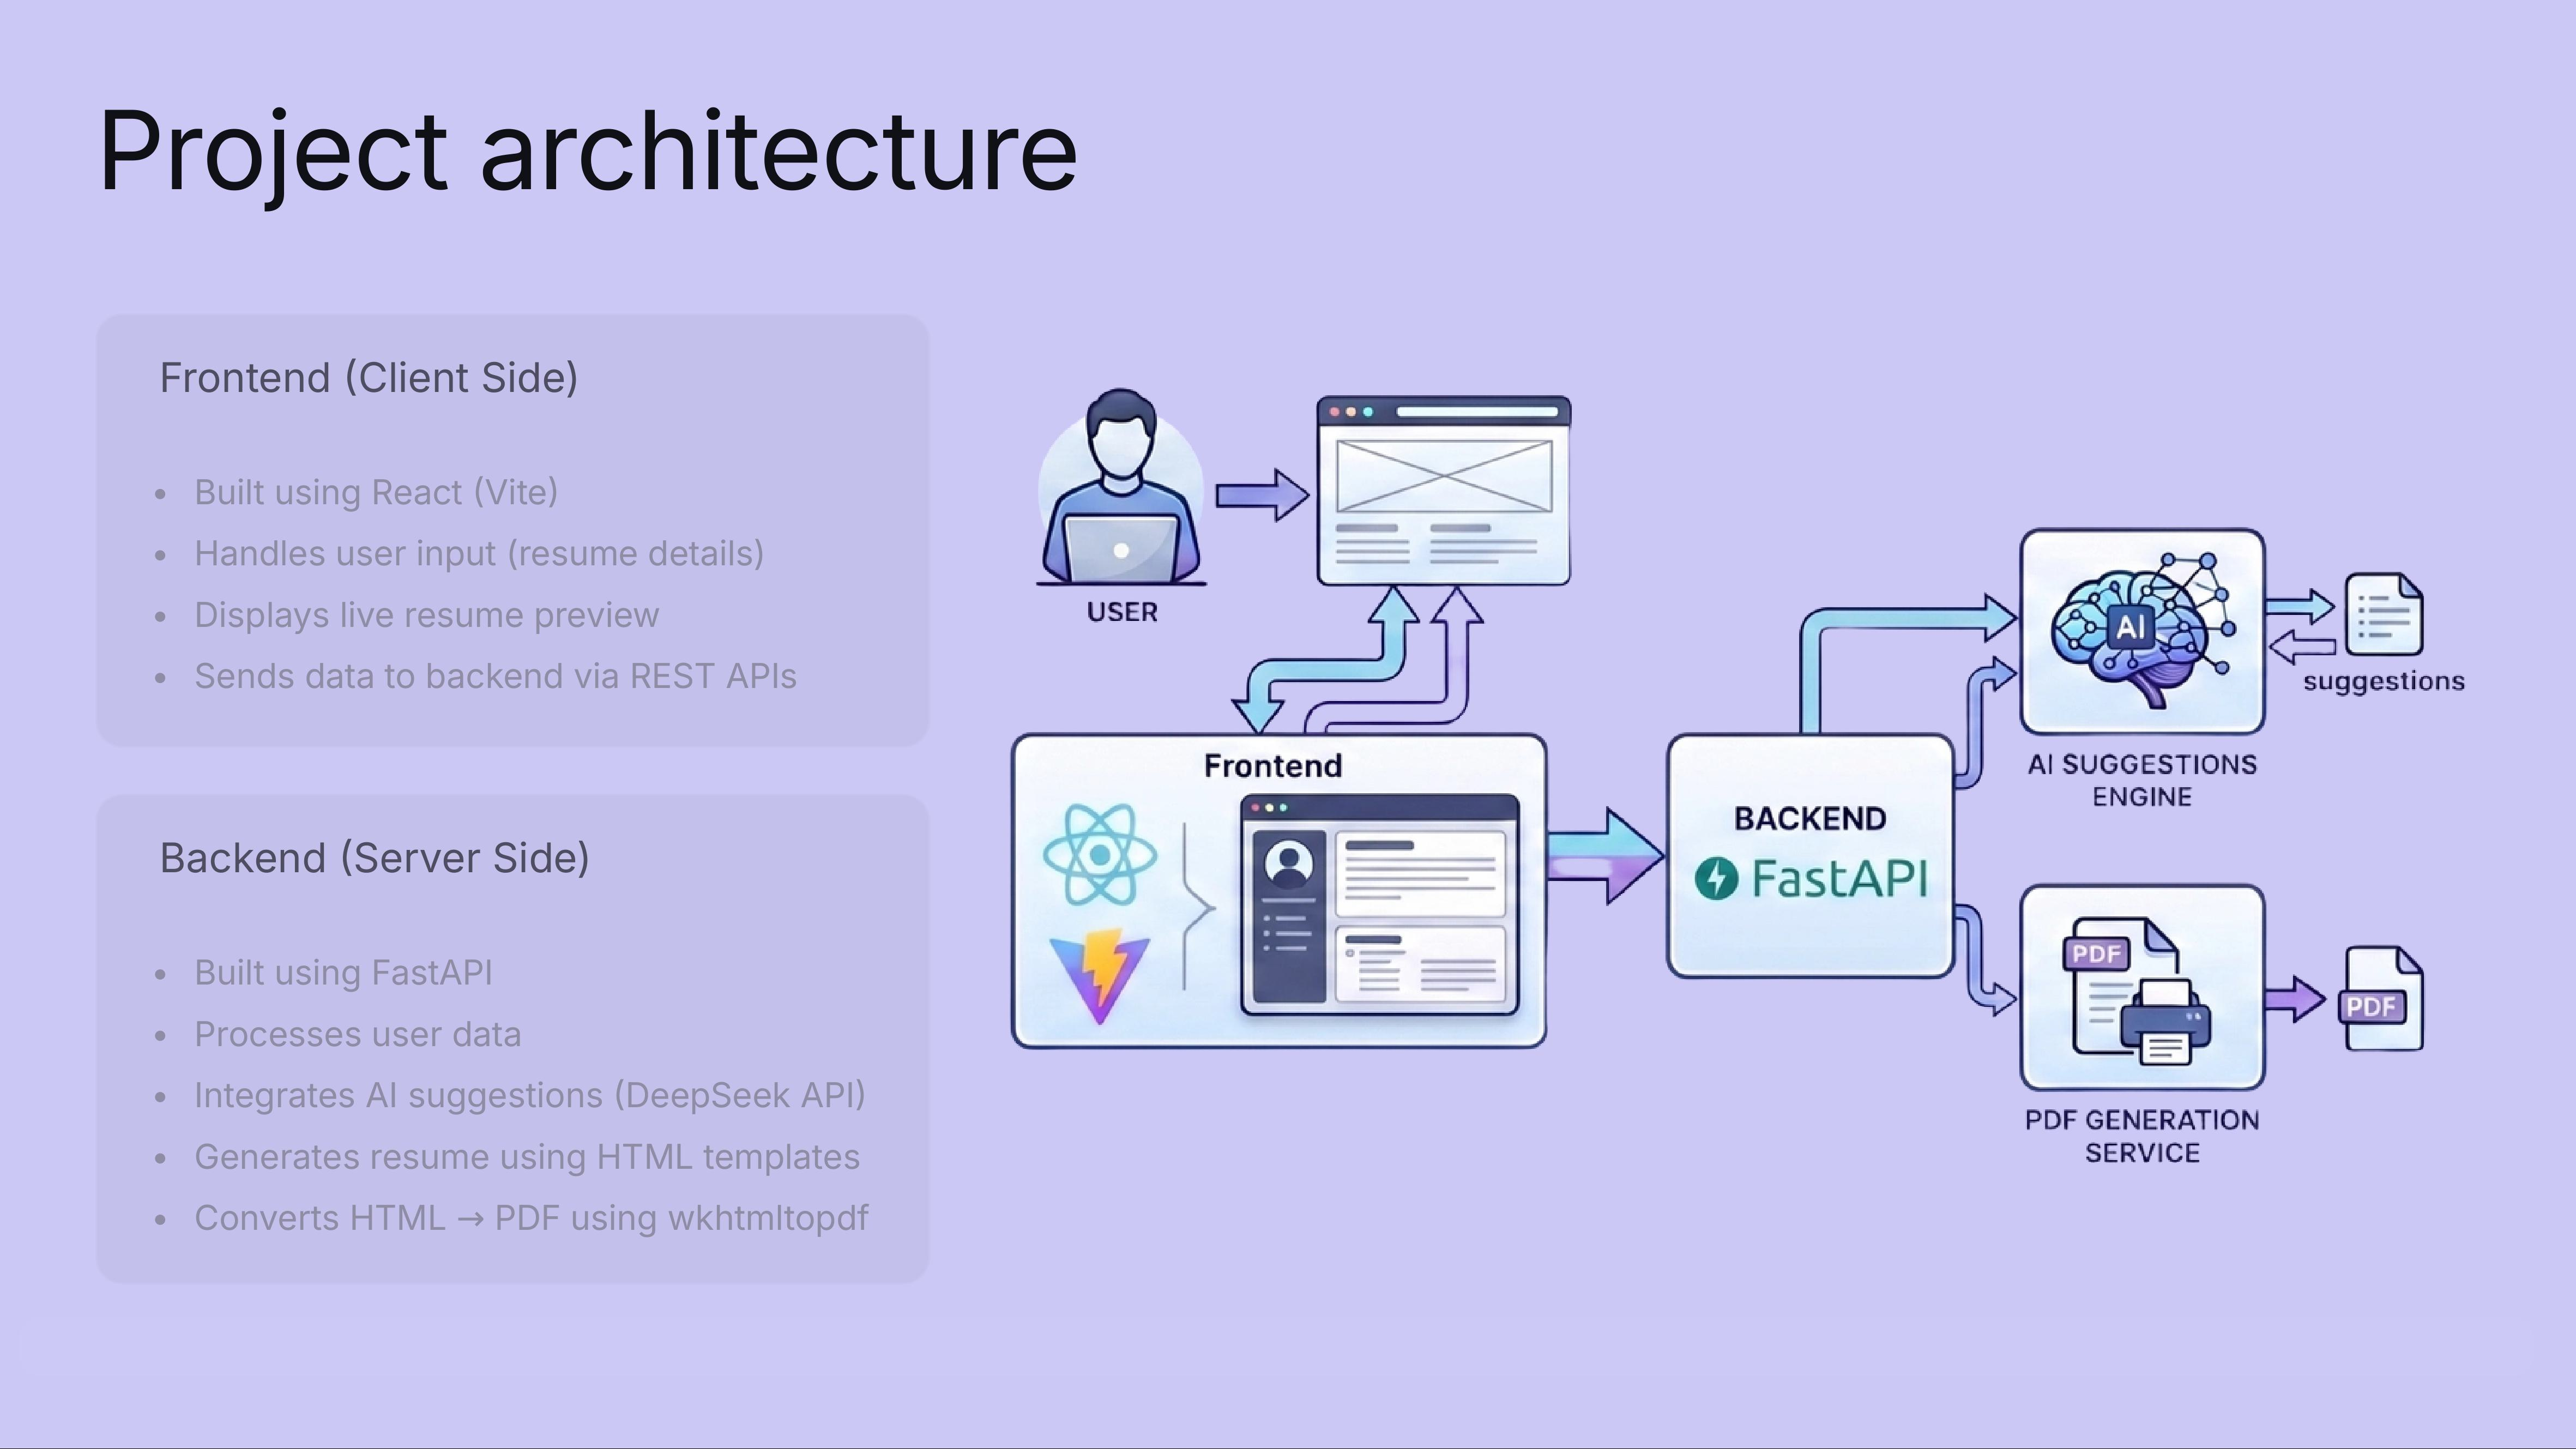 Project architecture
Frontend (Client Side)
• Built using React (Vite)
• Handles user input (resume details)
• Displays live resume preview
• Sends data to backend via REST APIs
Backend (Server Side)
• Built using FastAPI
• Processes user data
• Integrates AI suggestions (DeepSeek API)
• Generates resume using HTML templates
• Converts HTML → PDF using wkhtmltopdf
USER
Frontend
BACKEND
FastAPI
AI
suggestions
AI SUGGESTIONS
ENGINE
PDF
PDF
PDF GENERATION
SERVICE